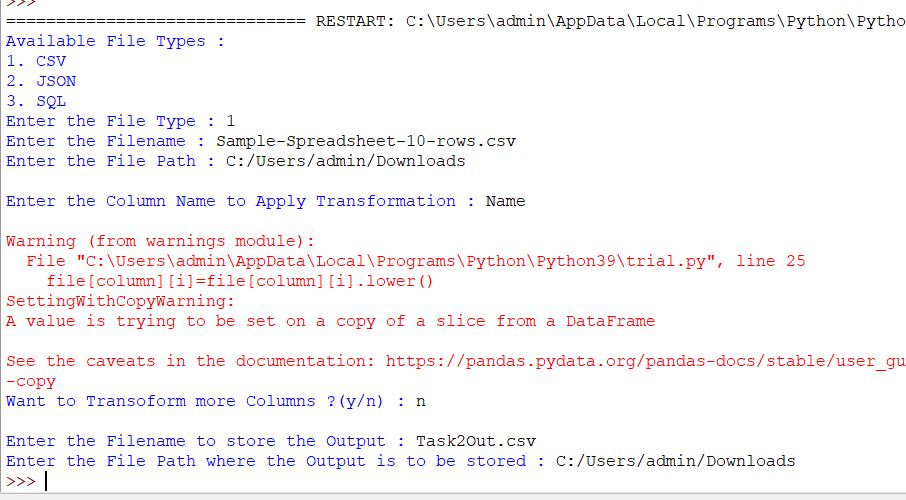 >>>
============================== RESTART: C:\Users\admin\AppData\Local\Programs\Python\Pytho
Available File Types :
1. CSV
2. JSON
3. SQL
Enter the File Type : 1
Enter the Filename : Sample-Spreadsheet-10-rows.csv
Enter the File Path : C:/Users/admin/Downloads
Enter the Column Name to Apply Transformation : Name
Warning (from warnings module):
  File "C:\Users\admin\AppData\Local\Programs\Python\Python39\trial.py", line 25
    file[column][i]=file[column][i].lower()
SettingWithCopyWarning:
A value is trying to be set on a copy of a slice from a DataFrame
See the caveats in the documentation: https://pandas.pydata.org/pandas-docs/stable/user_gu
-copy
Want to Transoform more Columns ?(y/n) : n
Enter the Filename to store the Output : Task2Out.csv
Enter the File Path where the Output is to be stored : C:/Users/admin/Downloads
>>>